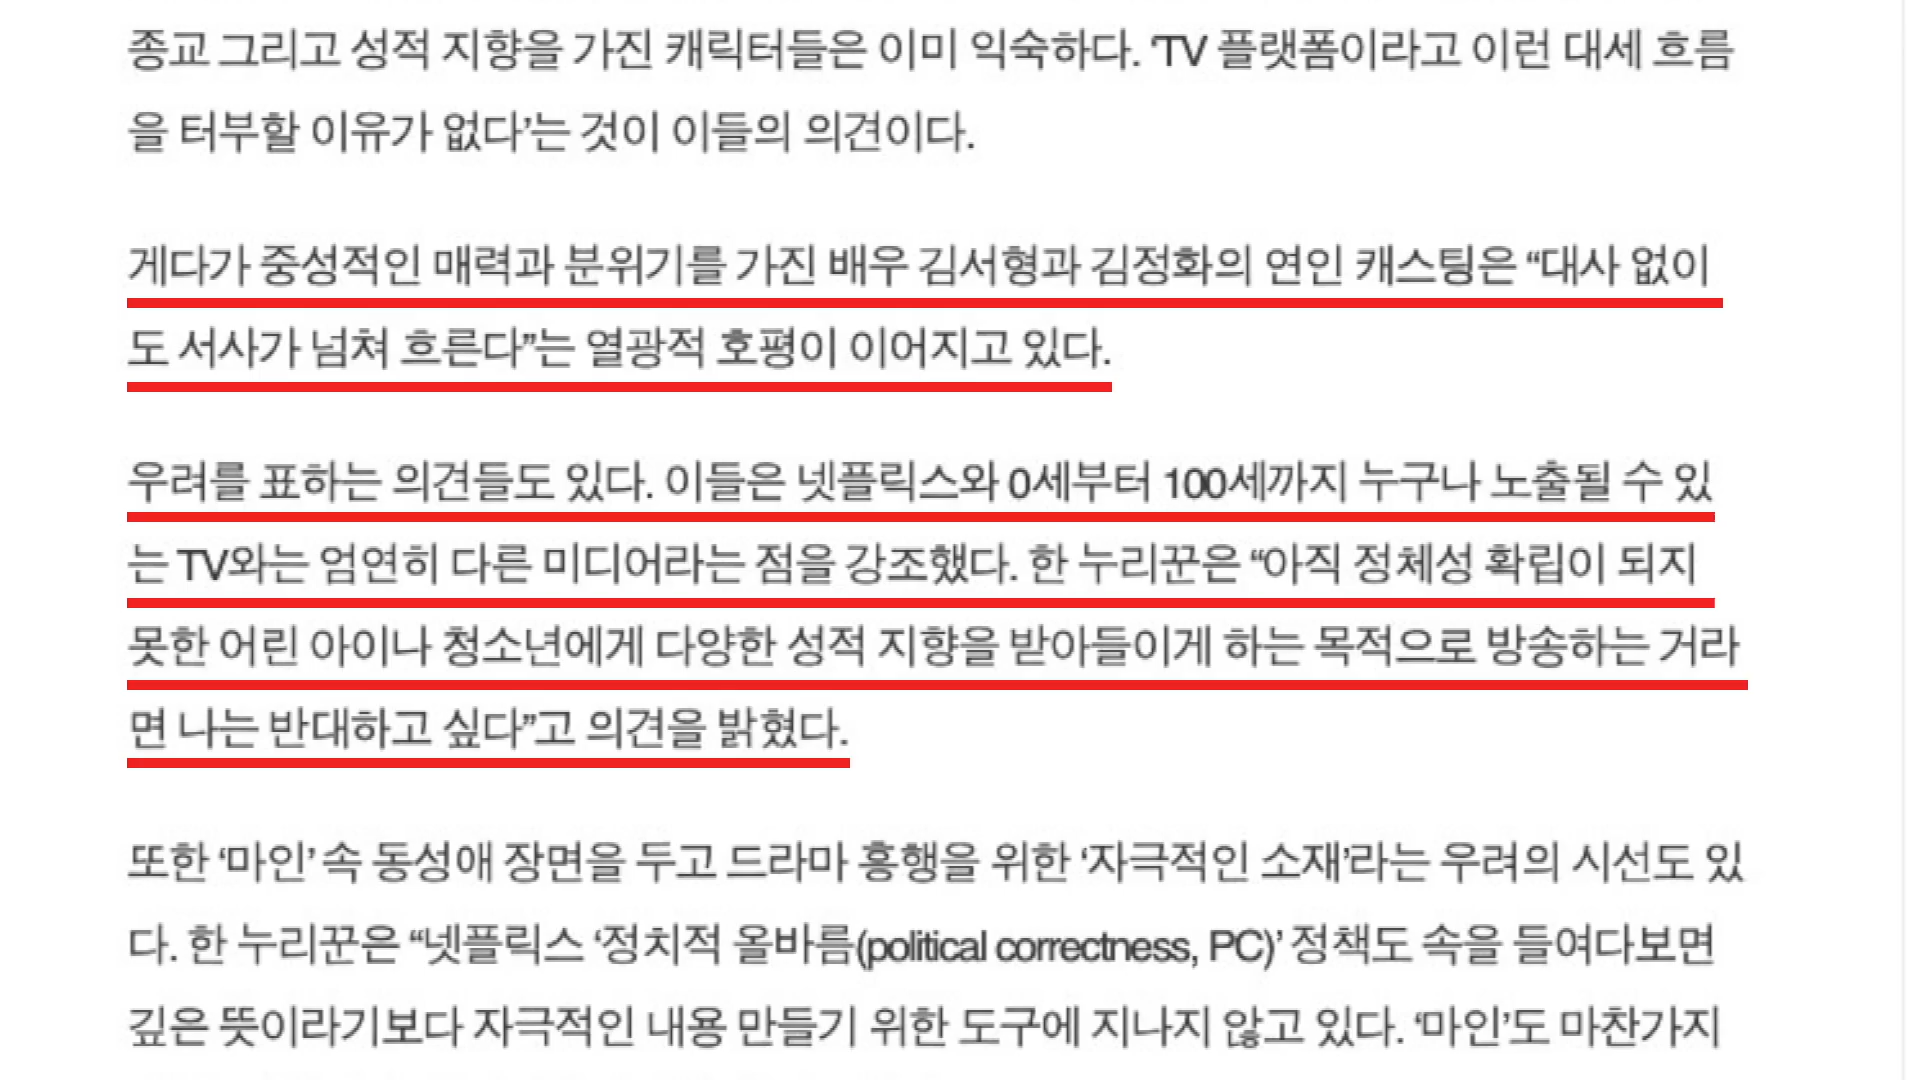 종교 그리고 성적 지향을 가진 캐릭터들은 이미 익숙하다. ‘TV 플랫폼이라고 이런 대세 흐름
을 터부할 이유가 없다’는 것이 이들의 의견이다.
게다가 중성적인 매력과 분위기를 가진 배우 김서형과 김정화의 연인 캐스팅은 “대사 없이
도 서사가 넘쳐 흐른다”는 열광적 호평이 이어지고 있다.
우려를 표하는 의견들도 있다. 이들은 넷플릭스와 0세부터 100세까지 누구나 노출될 수 있
는 TV와는 엄연히 다른 미디어라는 점을 강조했다. 한 누리꾼은 “아직 정체성 확립이 되지
못한 어린 아이나 청소년에게 다양한 성적 지향을 받아들이게 하는 목적으로 방송하는 거라
면 나는 반대하고 싶다”고 의견을 밝혔다.
또한 ‘마인’ 속 동성애 장면을 두고 드라마 흥행을 위한 ‘자극적인 소재’라는 우려의 시선도 있
다. 한 누리꾼은 “넷플릭스 ‘정치적 올바름(political correctness, PC)’ 정책도 속을 들여다보면
깊은 뜻이라기보다 자극적인 내용 만들기 위한 도구에 지나지 않고 있다. ‘마인’도 마찬가지